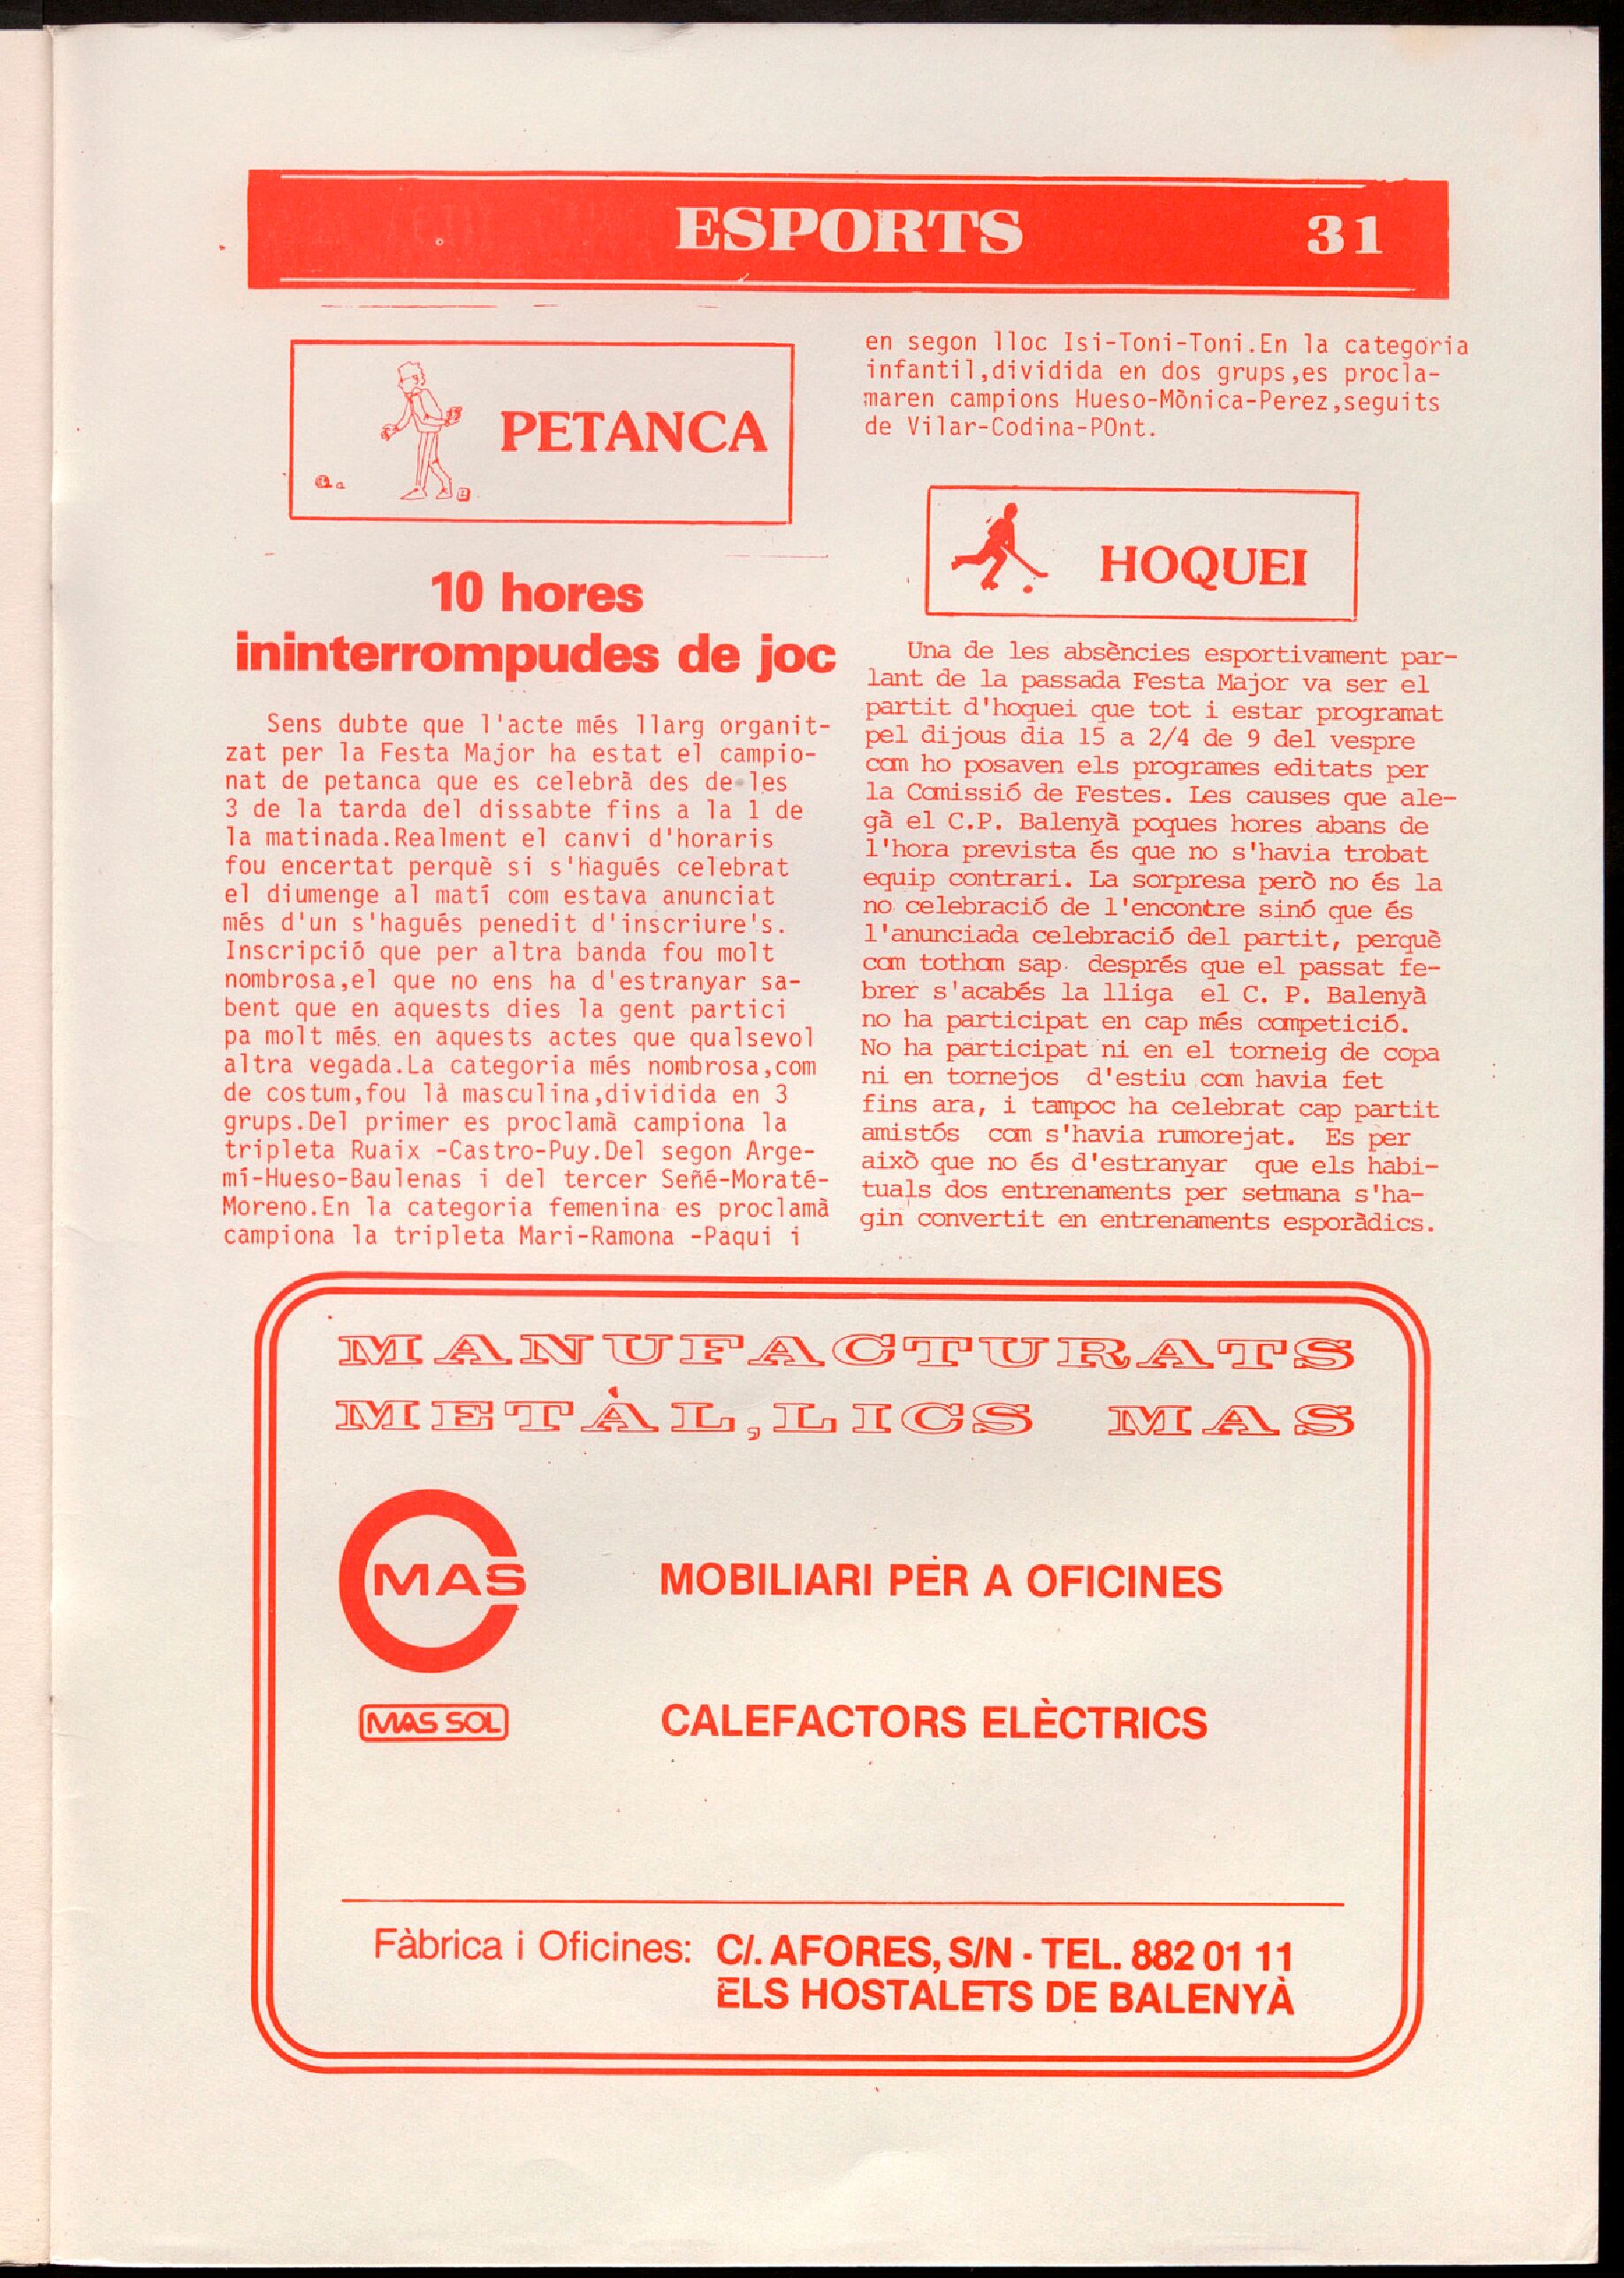 ESPORTS 31
PETANCA
10 hores
ininterrompudes de joc
Sens dubte que l'acte més llarg organit-
zat per la Festa Major ha estat el campio-
nat de petanca que es celebrà des de les
3 de la tarda del dissabte fins a la 1 de
la matinada.Realment el canvi d'horaris
fou encertat perquè si s'hagués celebrat
el diumenge al matí com estava anunciat
més d'un s'hagués penedit d'inscriure's.
Inscripció que per altra banda fou molt
nombrosa,el que no ens ha d'estranyar sa-
bent que en aquests dies la gent partici
pa molt més en aquests actes que qualsevol
altra vegada.La categoria més nombrosa,com
de costum,fou là masculina,dividida en 3
grups.Del primer es proclamà campiona la
tripleta Ruaix -Castro-Puy.Del segon Arge-
mí-Hueso-Baulenas i del tercer Señé-Moraté-
Moreno.En la categoria femenina es proclamà
campiona la tripleta Mari-Ramona -Paqui i
en segon lloc Isi-Toni-Toni.En la categoria
infantil,dividida en dos grups,es procla-
maren campions Hueso-Mònica-Perez,seguits
de Vilar-Codina-POnt.
HOQUEI
Una de les absències esportivament par-
lant de la passada Festa Major va ser el
partit d'hoquei que tot i estar programat
pel dijous dia 15 a 2/4 de 9 del vespre
com ho posaven els programes editats per
la Comissió de Festes. Les causes que ale-
gà el C.P. Balenyà poques hores abans de
l'hora prevista és que no s'havia trobat
equip contrari. La sorpresa però no és la
no celebració de l'encontre sinó que és
l'anunciada celebració del partit, perquè
com tothom sap després que el passat fe-
brer s'acabés la lliga el C. P. Balenyà
no ha participat en cap més competició.
No ha participat ni en el torneig de copa
ni en tornejos d'estiu com havia fet
fins ara, i tampoc ha celebrat cap partit
amistós com s'havia rumorejat. Es per
això que no és d'estranyar que els habi-
tuals dos entrenaments per setmana s'ha-
gin convertit en entrenaments esporàdics.
MANUFACTURATS
METÀL,LICS MAS
MAS
MOBILIARI PER A OFICINES
MAS SOL
CALEFACTORS ELÈCTRICS
Fàbrica i Oficines: C/. AFORES, S/N - TEL. 882 01 11
ELS HOSTALETS DE BALENYÀ